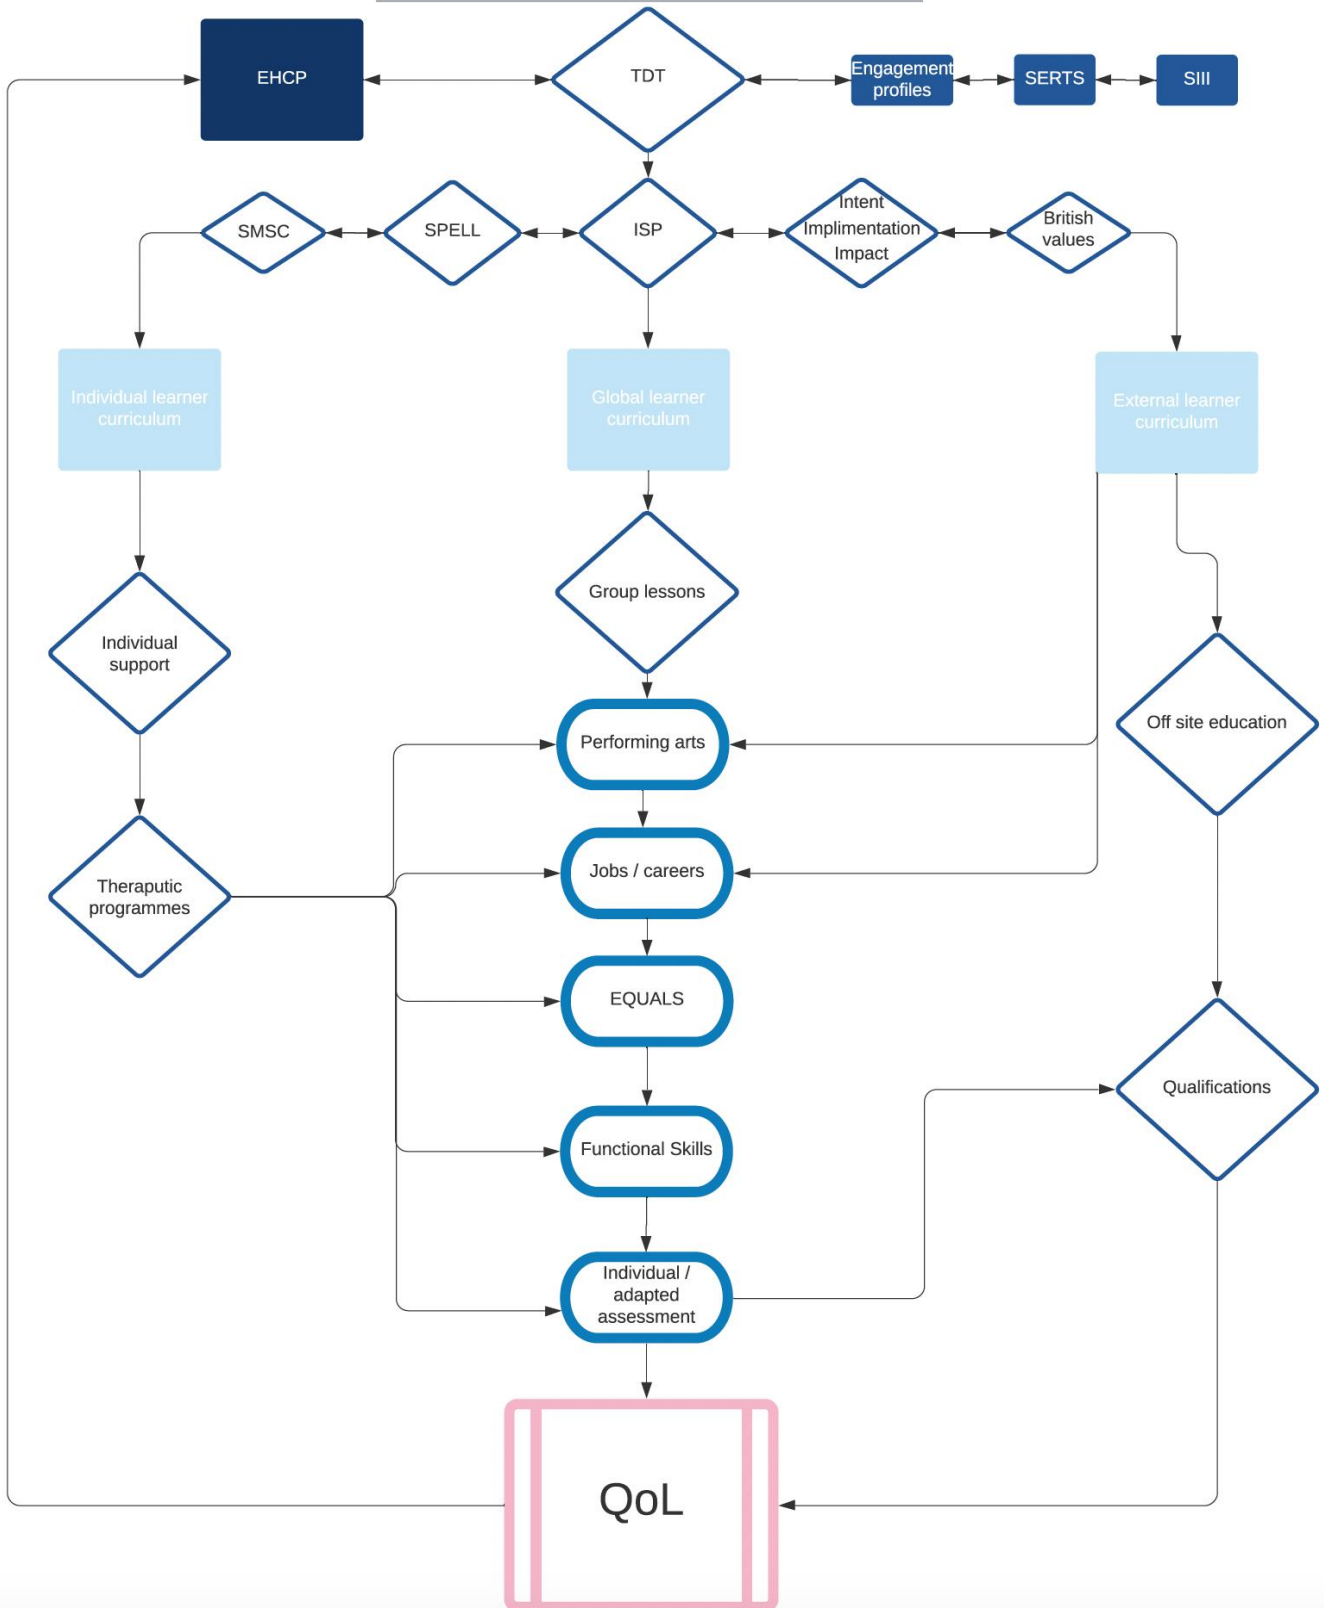 EHCP
TDT
Engagement
profiles
SERTS
SIII
SMSC
SPELL
ISP
Intent
Implimentation
Impact
British
values
Individual learner
curriculum
Global learner
curriculum
External learner
curriculum
Group lessons
Individual
support
Off site education
Performing arts
Jobs / careers
Theraputic
programmes
EQUALS
Qualifications
Functional Skills
Individual /
adapted
assessment
QoL